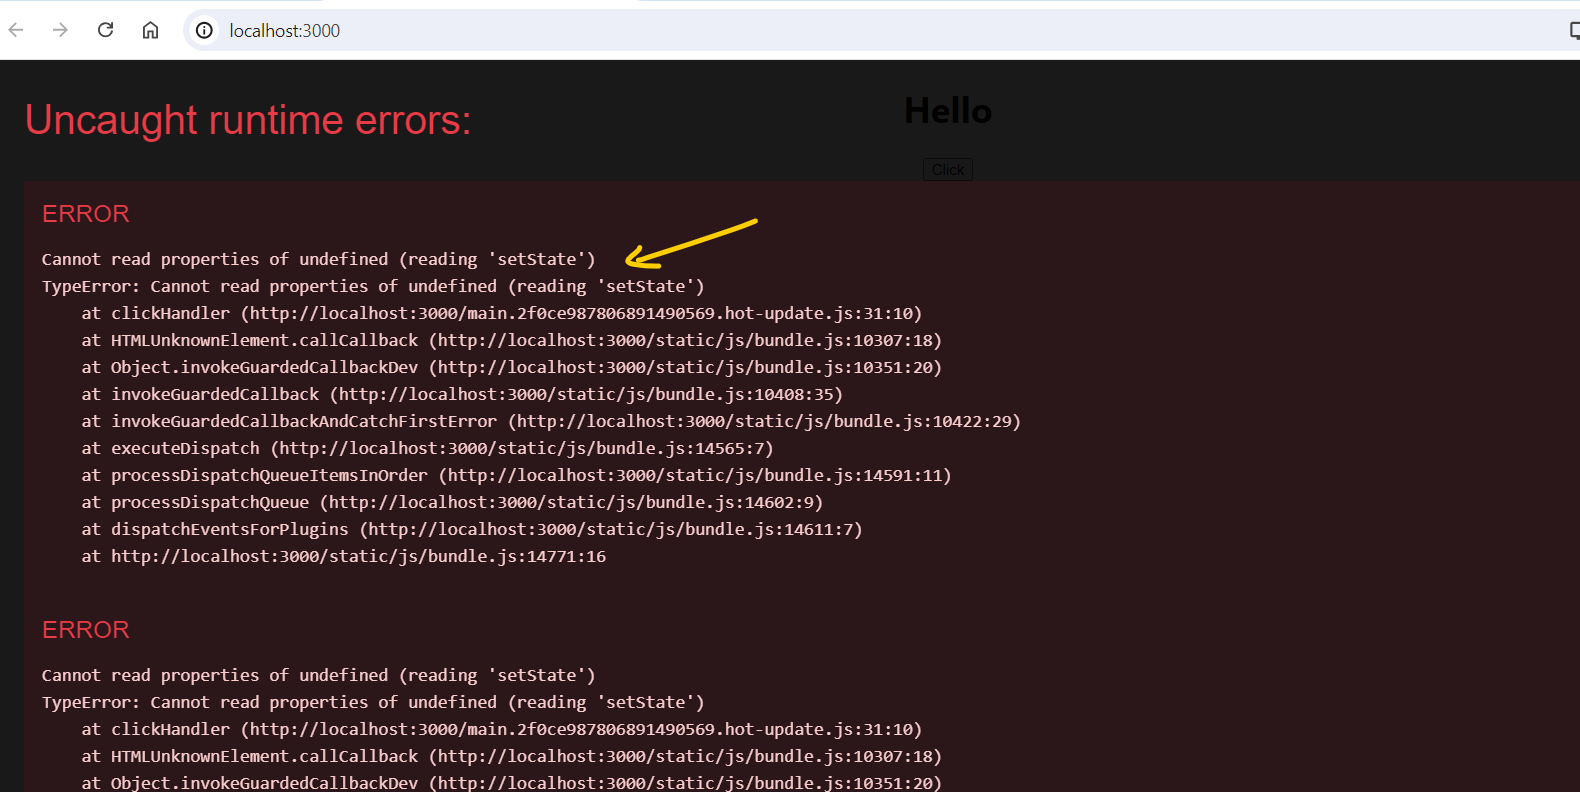 localhost:3000
Uncaught runtime errors:
Hello
Click
ERROR
Cannot read properties of undefined (reading 'setState')
TypeError: Cannot read properties of undefined (reading 'setState')
at clickHandler (http://localhost:3000/main.2f0ce987806891490569.hot-update.js:31:10)
at HTMLUnknownElement.callCallback (http://localhost:3000/static/js/bundle.js:10307:18)
at Object.invokeGuardedCallbackDev (http://localhost:3000/static/js/bundle.js:10351:20)
at invokeGuardedCallback (http://localhost:3000/static/js/bundle.js:10408:35)
at invokeGuardedCallbackAndCatchFirstError (http://localhost:3000/static/js/bundle.js:10422:29)
at executeDispatch (http://localhost:3000/static/js/bundle.js:14565:7)
at processDispatchQueueItemsInOrder (http://localhost:3000/static/js/bundle.js:14591:11)
at processDispatchQueue (http://localhost:3000/static/js/bundle.js:14602:9)
at dispatchEventsForPlugins (http://localhost:3000/static/js/bundle.js:14611:7)
at http://localhost:3000/static/js/bundle.js:14771:16
ERROR
Cannot read properties of undefined (reading 'setState')
TypeError: Cannot read properties of undefined (reading 'setState')
at clickHandler (http://localhost:3000/main.2f0ce987806891490569.hot-update.js:31:10)
at HTMLUnknownElement.callCallback (http://localhost:3000/static/js/bundle.js:10307:18)
at Object.invokeGuardedCallbackDev (http://localhost:3000/static/js/bundle.js:10351:20)